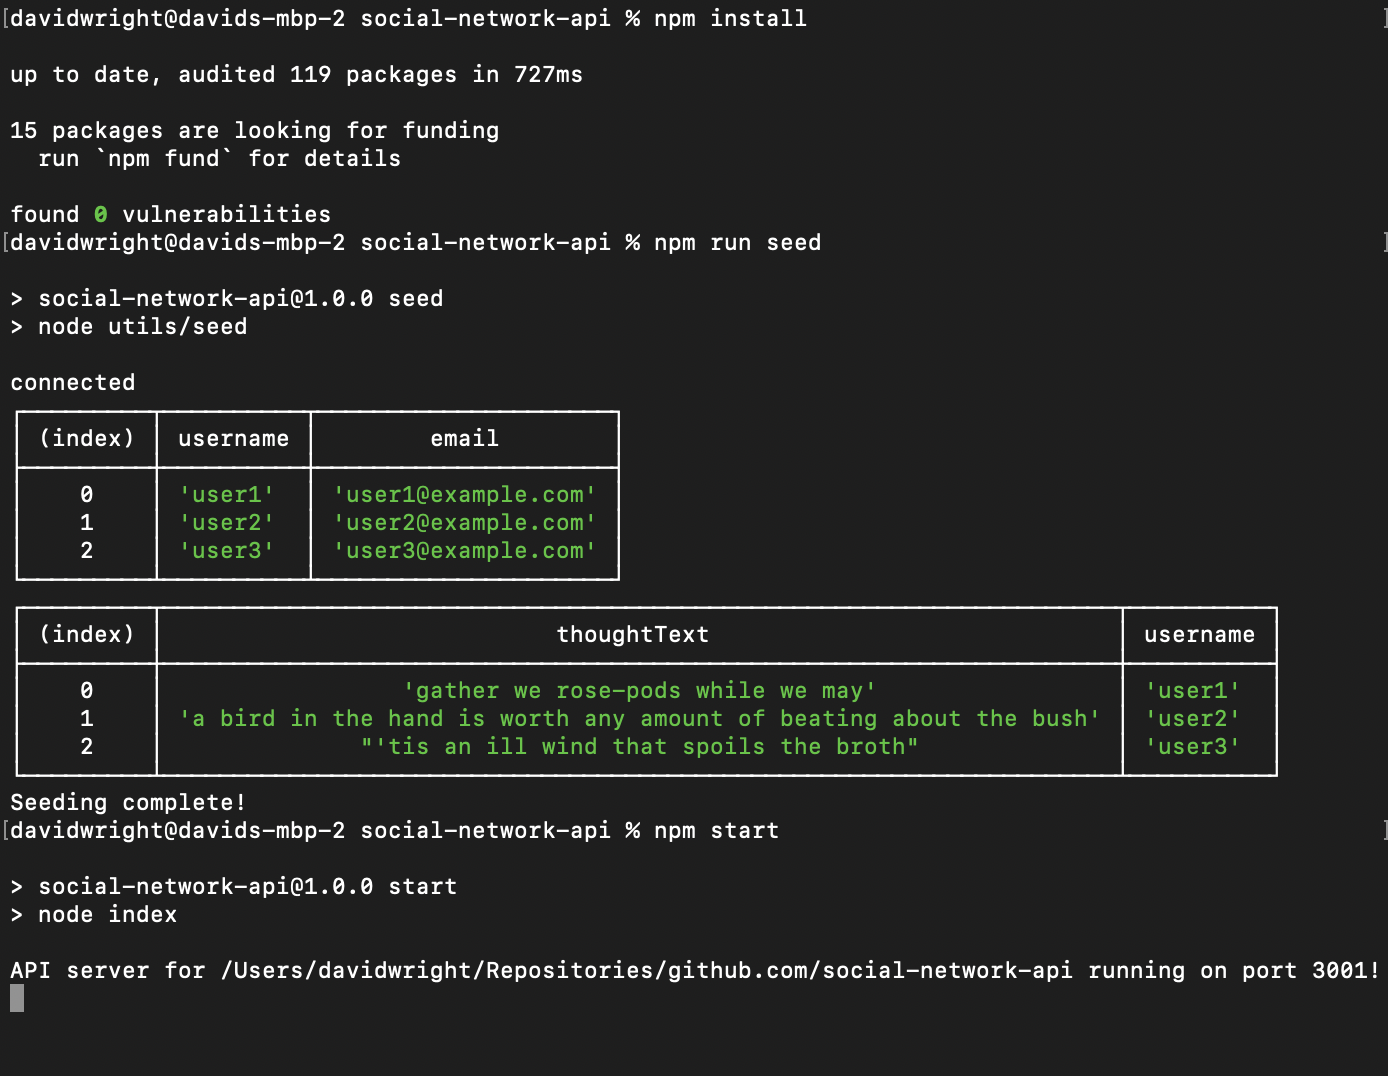 [davidwright@davids-mbp-2 social-network-api % npm install ]
up to date, audited 119 packages in 727ms
15 packages are looking for funding
run `npm fund` for details
found 0 vulnerabilities
[davidwright@davids-mbp-2 social-network-api % npm run seed ]
> social-network-api@1.0.0 seed
> node utils/seed
connected
(index) username email
0 'user1' 'user1@example.com'
1 'user2' 'user2@example.com'
2 'user3' 'user3@example.com'
(index) thoughtText username
0 'gather we rose-pods while we may' 'user1'
1 'a bird in the hand is worth any amount of beating about the bush' 'user2'
2 "'tis an ill wind that spoils the broth" 'user3'
Seeding complete!
[davidwright@davids-mbp-2 social-network-api % npm start ]
> social-network-api@1.0.0 start
> node index
API server for /Users/davidwright/Repositories/github.com/social-network-api running on port 3001!